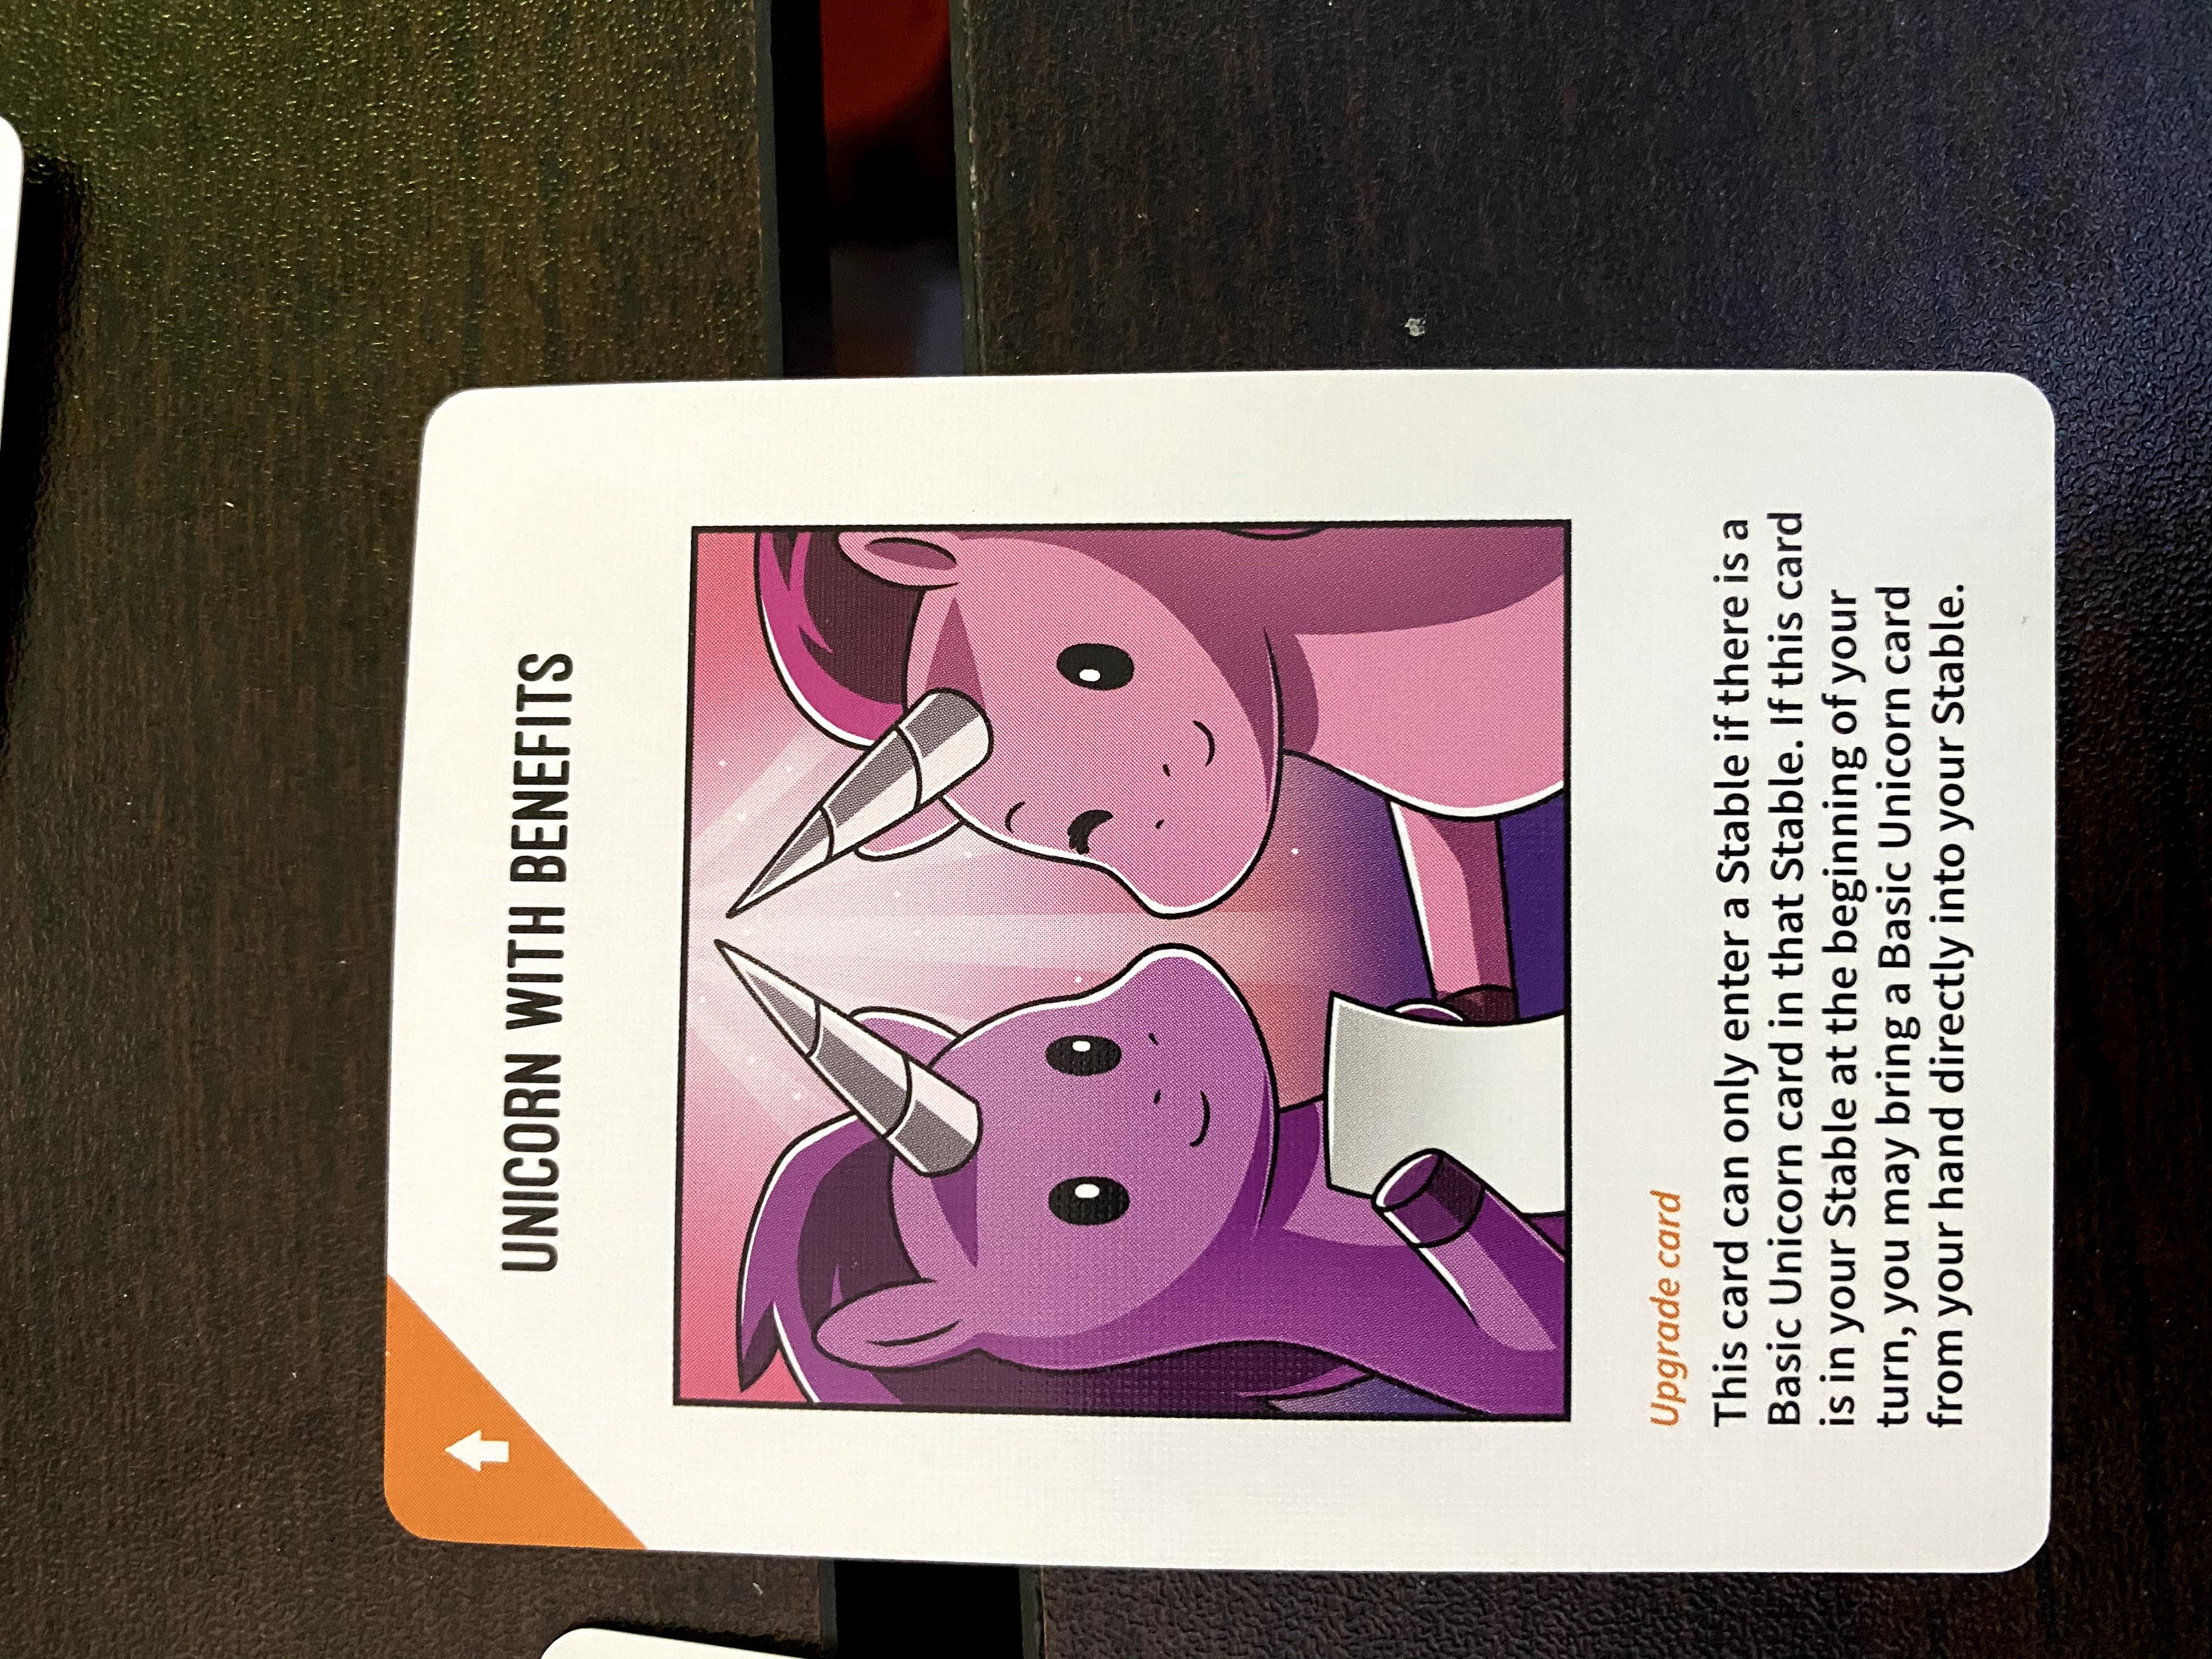 UNICORN WITH BENEFITS
Upgrade card
This card can only enter a Stable if there is a
Basic Unicorn card in that Stable. If this card
is in your Stable at the beginning of your
turn, you may bring a Basic Unicorn card
from your hand directly into your Stable.